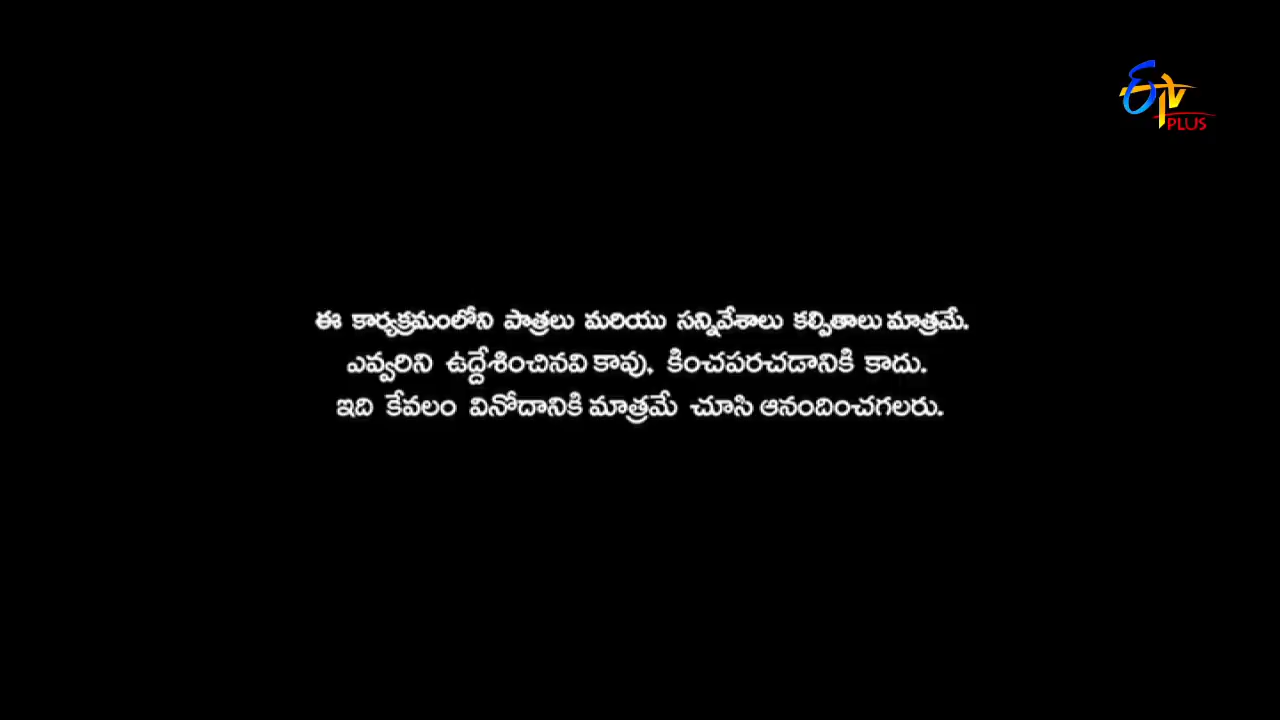 ETV
PLUS
ఈ కార్యక్రమంలోని పాత్రలు మరియు సన్నివేశాలు కల్పితాలు మాత్రమే.
ఎవ్వరిని ఉద్దేశించినవి కావు, కించపరచడానికి కాదు.
ఇది కేవలం వినోదానికి మాత్రమే చూసి ఆనందించగలరు.